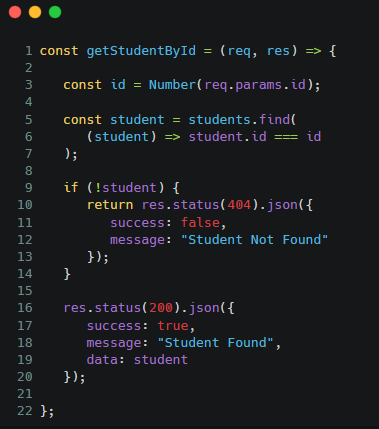 1 const getStudentById = (req, res) => {
2
3 const id = Number(req.params.id);
4
5 const student = students.find(
6 (student) => student.id === id
7 );
8
9 if (!student) {
10 return res.status(404).json({
11 success: false,
12 message: "Student Not Found"
13 });
14 }
15
16 res.status(200).json({
17 success: true,
18 message: "Student Found",
19 data: student
20 });
21
22 };